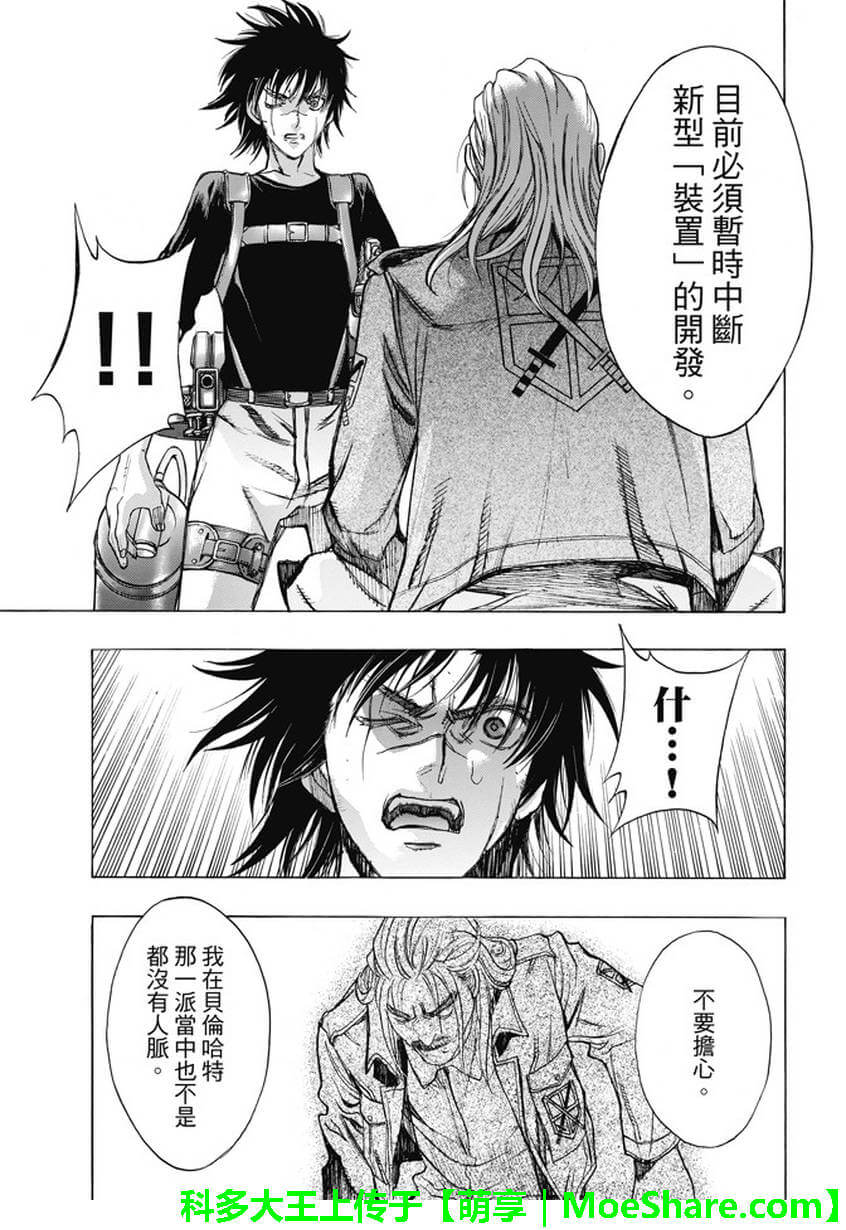 目前必須暫時中斷
新型「裝置」的開發。
!!
什…!
不要擔心。
我在貝倫哈特
那一派當中也不是
都沒有人脈。
科多大王上传于【萌享|MoeShare.com】